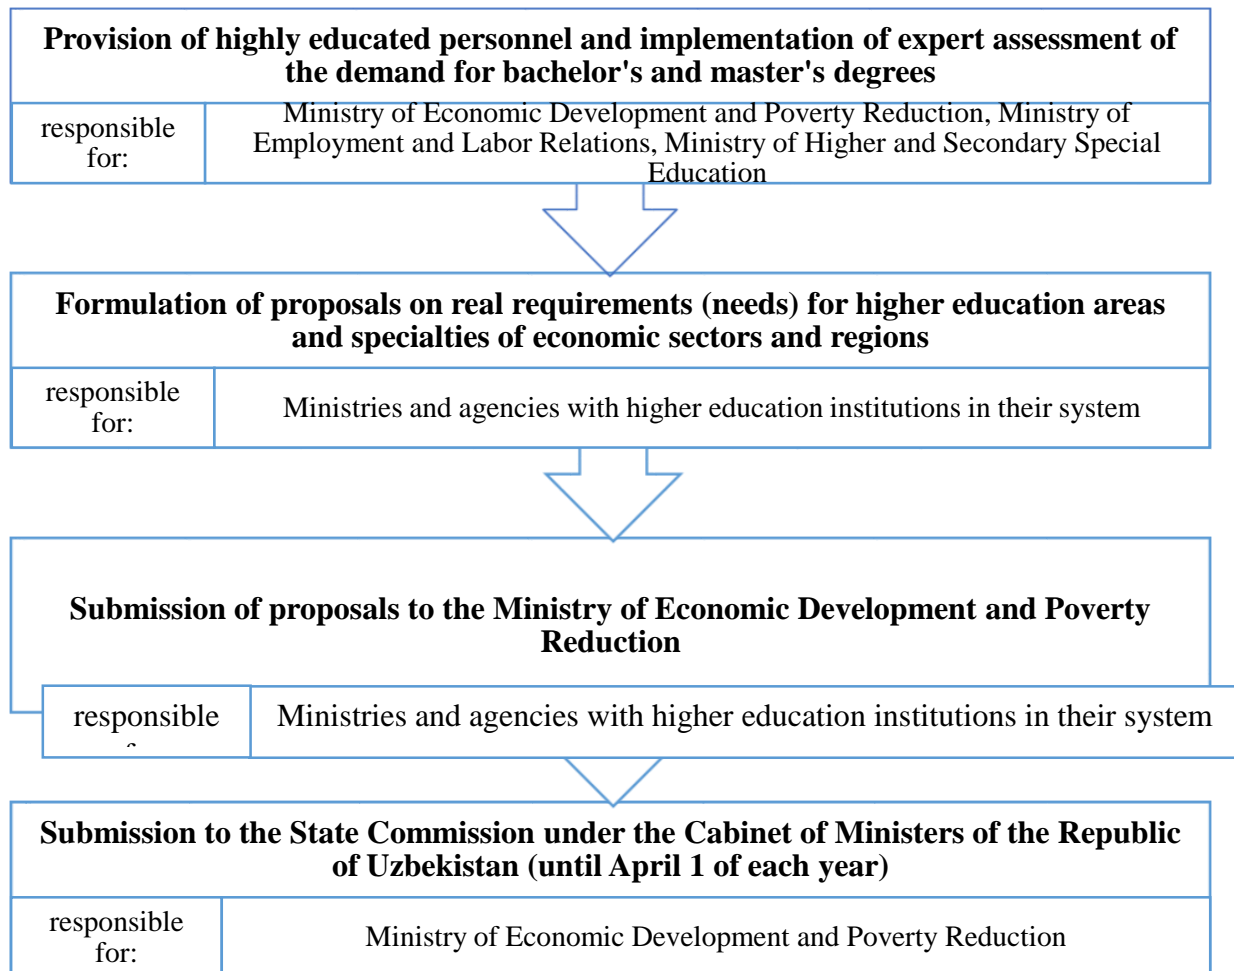 Provision of highly educated personnel and implementation of expert assessment of
the demand for bachelor's and master's degrees
responsible
for:
Ministry of Economic Development and Poverty Reduction, Ministry of
Employment and Labor Relations, Ministry of Higher and Secondary Special
Education
Formulation of proposals on real requirements (needs) for higher education areas
and specialties of economic sectors and regions
responsible
for:
Ministries and agencies with higher education institutions in their system
Submission of proposals to the Ministry of Economic Development and Poverty
Reduction
responsible
Ministries and agencies with higher education institutions in their system
Submission to the State Commission under the Cabinet of Ministers of the Republic
of Uzbekistan (until April 1 of each year)
responsible
for:
Ministry of Economic Development and Poverty Reduction